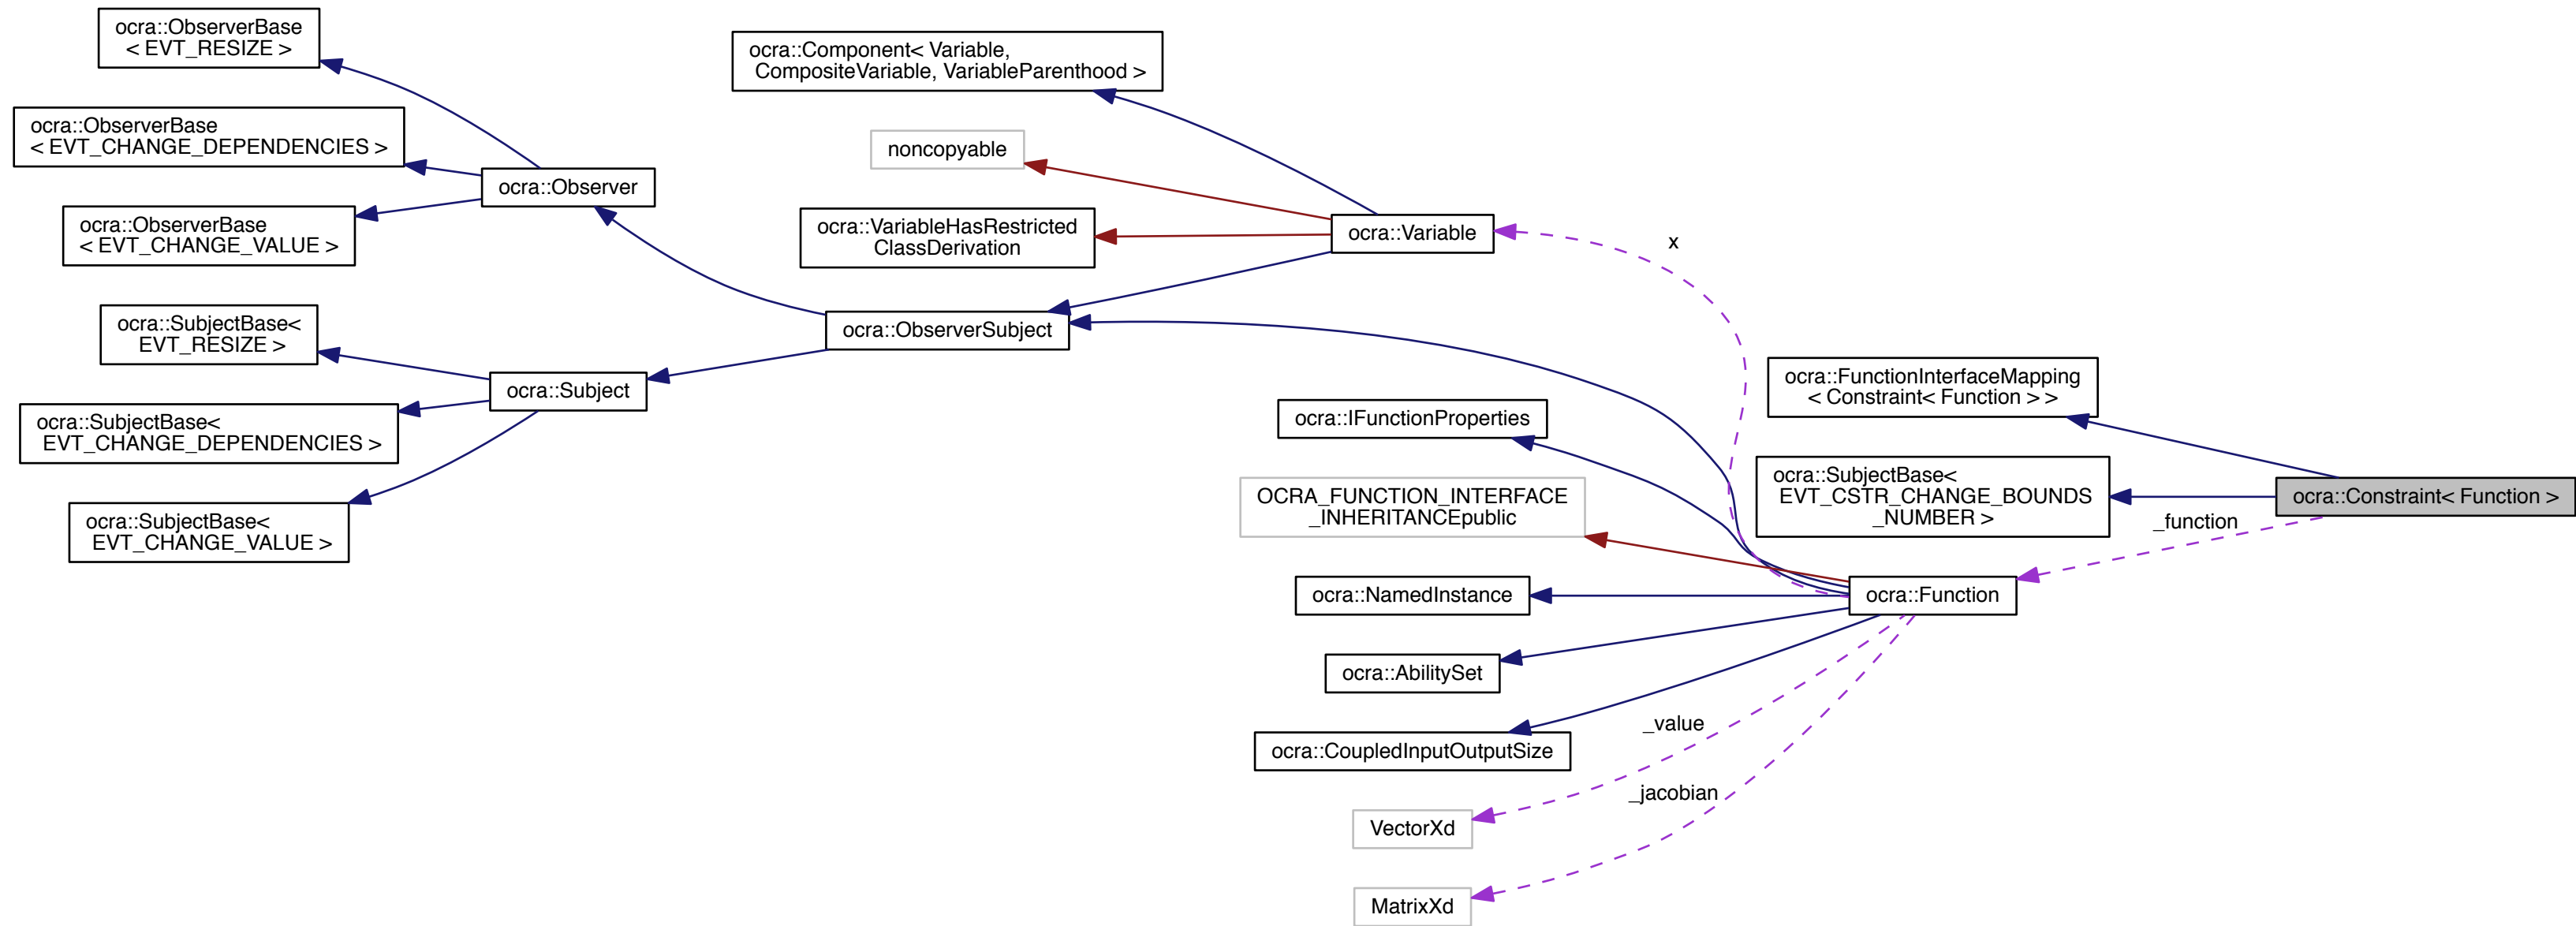 ocra::ObserverBase
< EVT_RESIZE >
ocra::ObserverBase
< EVT_CHANGE_DEPENDENCIES >
ocra::ObserverBase
< EVT_CHANGE_VALUE >
ocra::Observer
ocra::SubjectBase<
EVT_RESIZE >
ocra::SubjectBase<
EVT_CHANGE_DEPENDENCIES >
ocra::SubjectBase<
EVT_CHANGE_VALUE >
ocra::Subject
ocra::Component< Variable,
CompositeVariable, VariableParenthood >
noncopyable
ocra::VariableHasRestricted
ClassDerivation
ocra::ObserverSubject
ocra::Variable
x
ocra::IFunctionProperties
OCRA_FUNCTION_INTERFACE
_INHERITANCEpublic
ocra::NamedInstance
ocra::AbilitySet
ocra::CoupledInputOutputSize
VectorXd
MatrixXd
_value
_jacobian
ocra::FunctionInterfaceMapping
< Constraint< Function > >
ocra::SubjectBase<
EVT_CSTR_CHANGE_BOUNDS
_NUMBER >
ocra::Function
_function
ocra::Constraint< Function >